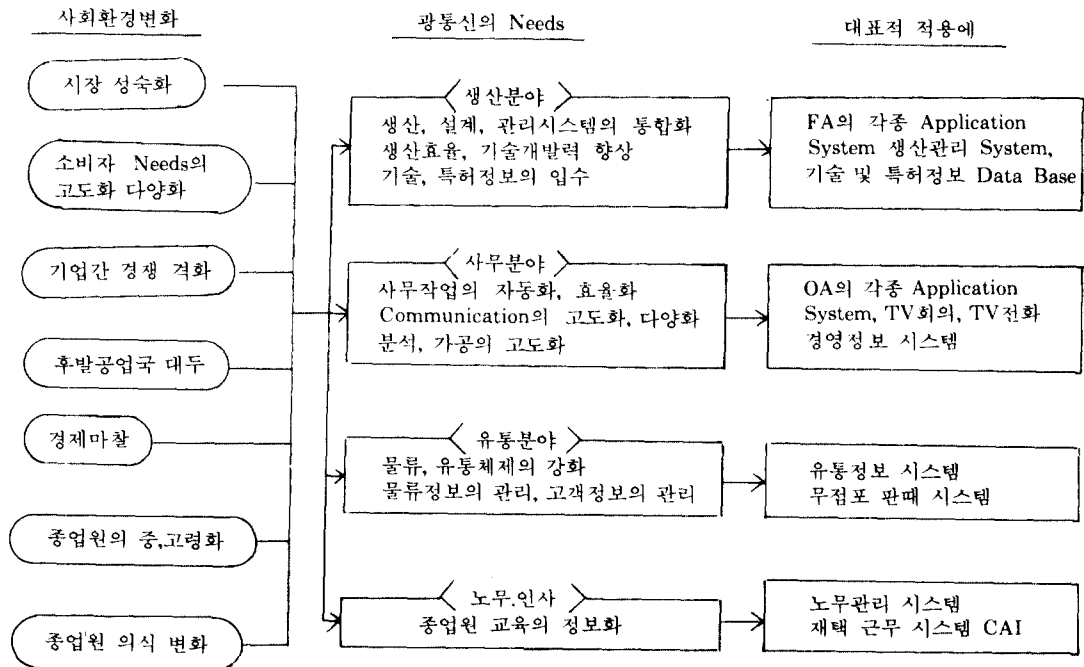 사회환경변화
시장 성숙화
소비자 Needs의
고도화 다양화
기업간 경쟁 격화
후발공업국 대두
경제마찰
종업원의 중,고령화
종업원 의식 변화
광통신의 Needs
생산분야
생산, 설계, 관리시스템의 통합화
생산효율, 기술개발력 향상
기술, 특허정보의 입수
사무분야
사무작업의 자동화, 효율화
Communication의 고도화, 다양화
분석, 가공의 고도화
유통분야
물류, 유통체제의 강화
물류정보의 관리, 고객정보의 관리
노무.인사
종업원 교육의 정보화
대표적 적용에
FA의 각종 Application
System 생산관리 System,
기술 및 특허정보 Data Base
OA의 각종 Application
System, TV회의, TV전화
경영정보 시스템
유통정보 시스템
무점포 판때 시스템
노무관리 시스템
재택 근무 시스템 CAI